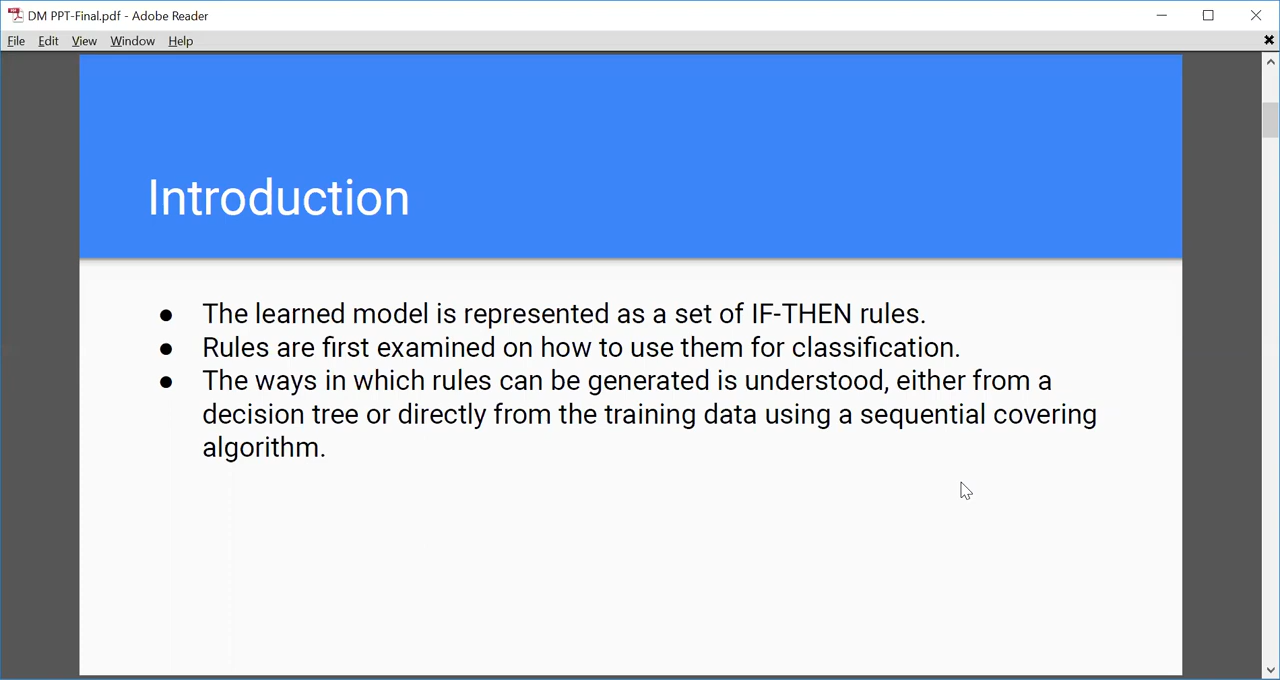 DM PPT-Final.pdf - Adobe Reader
File Edit View Window Help
Introduction
● The learned model is represented as a set of IF-THEN rules.
● Rules are first examined on how to use them for classification.
● The ways in which rules can be generated is understood, either from a
decision tree or directly from the training data using a sequential covering
algorithm.